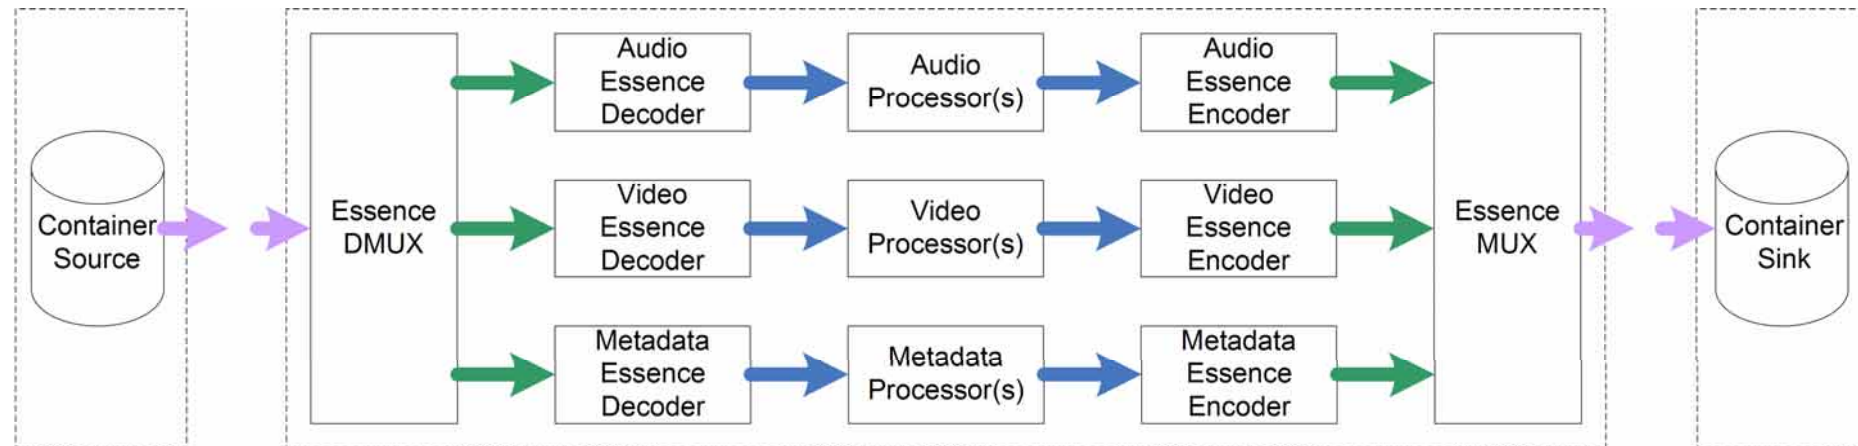 Container
Source
Essence
DMUX
Audio
Essence
Decoder
Audio
Processor(s)
Audio
Essence
Encoder
Video
Essence
Decoder
Video
Processor(s)
Video
Essence
Encoder
Metadata
Essence
Decoder
Metadata
Processor(s)
Metadata
Essence
Encoder
Essence
MUX
Container
Sink